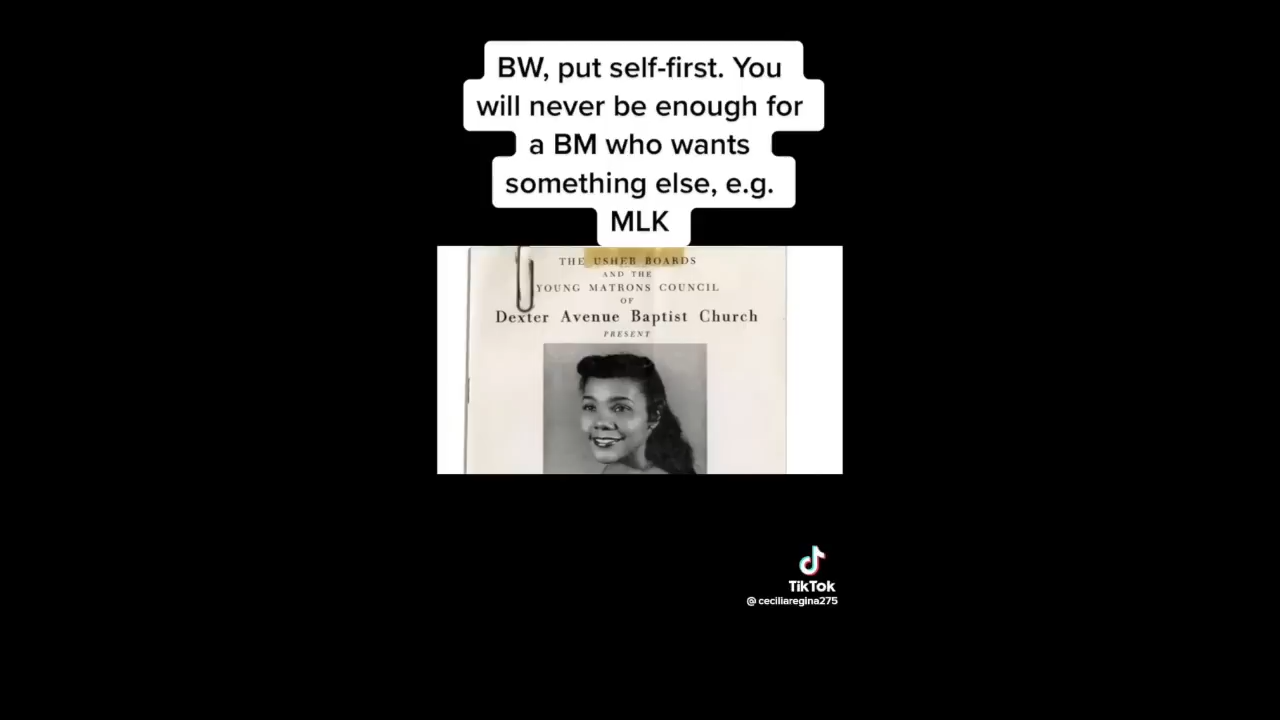 BW, put self-first. You
will never be enough for
a BM who wants
something else, e.g.
MLK
THE USHER BOARDS
AND THE
YOUNG MATRONS COUNCIL
OF
Dexter Avenue Baptist Church
PRESENT
TikTok
@ceciliaregina275